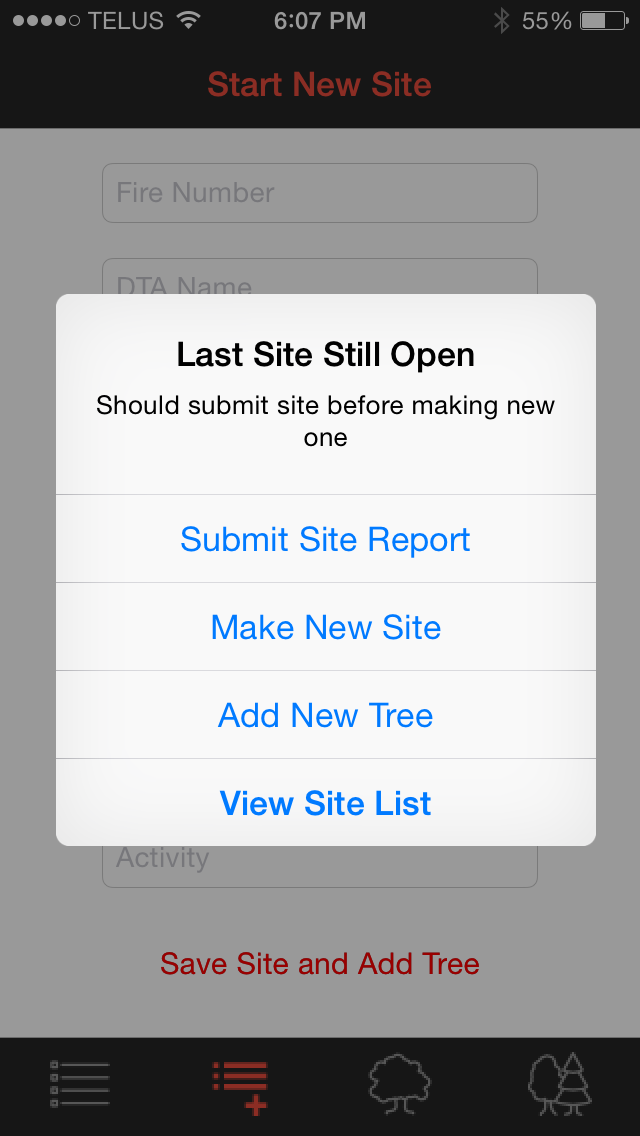 TELUS 6:07 PM 55%
Start New Site
Fire Number
DTA Name
Last Site Still Open
Should submit site before making new
one
Submit Site Report
Make New Site
Add New Tree
View Site List
Activity
Save Site and Add Tree